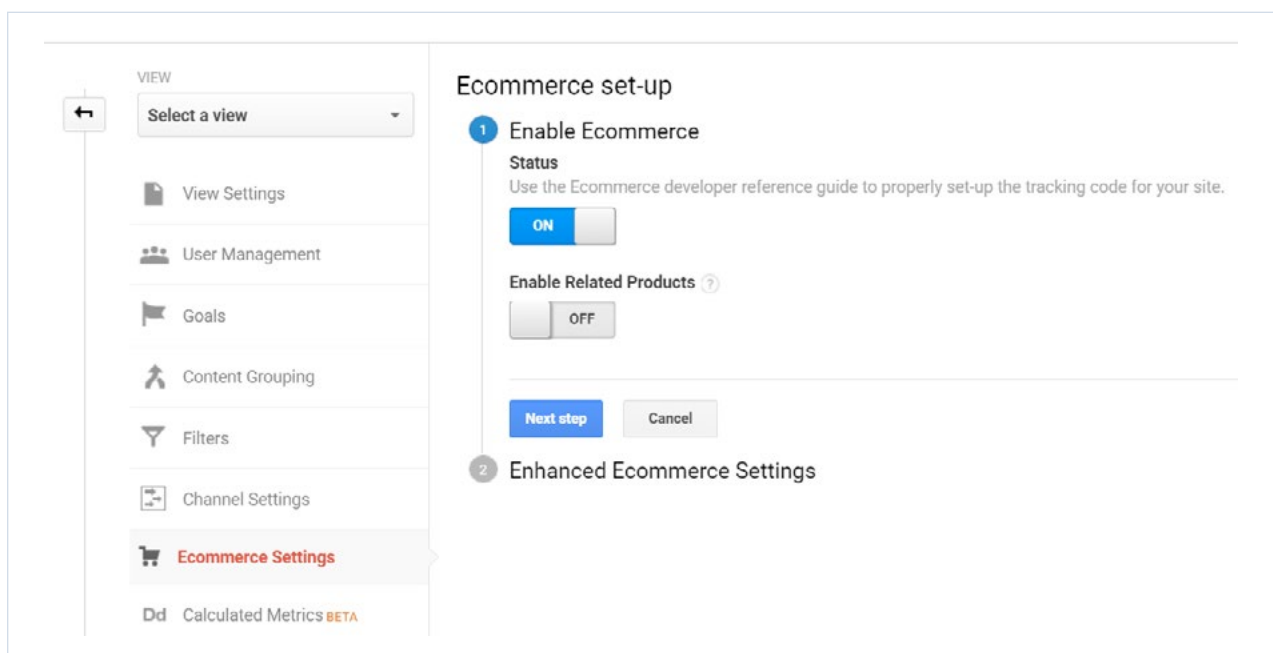 VIEW
Select a view
View Settings
User Management
Goals
Content Grouping
Filters
Channel Settings
Ecommerce Settings
Dd Calculated Metrics BETA
Ecommerce set-up
1 Enable Ecommerce
Status
Use the Ecommerce developer reference guide to properly set-up the tracking code for your site.
ON
Enable Related Products ?
OFF
Next step Cancel
2 Enhanced Ecommerce Settings